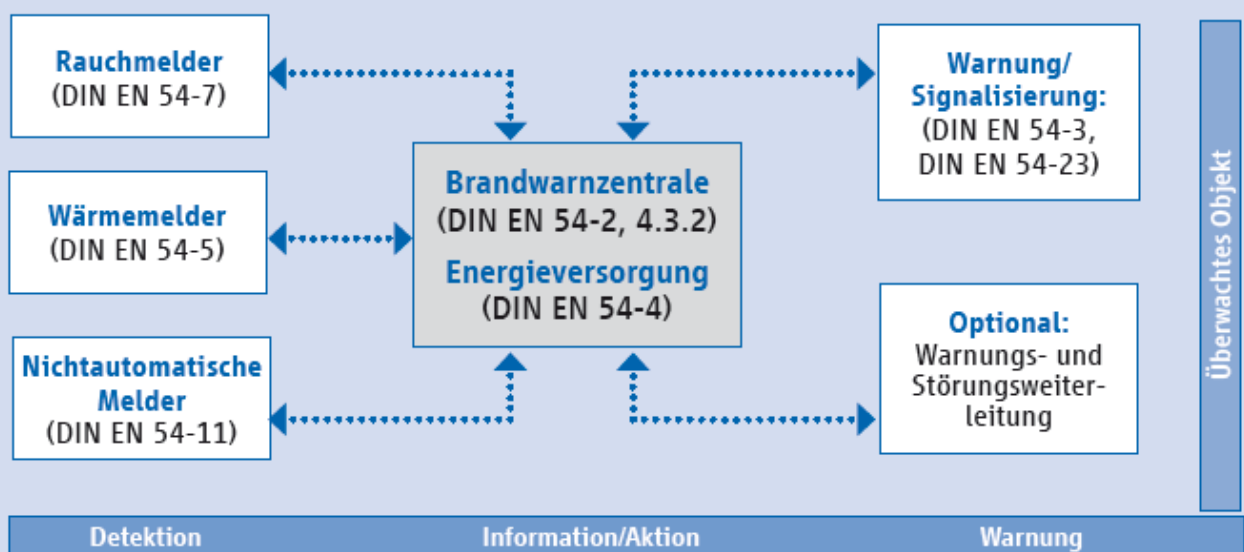 Rauchmelder
(DIN EN 54-7)
Wärmemelder
(DIN EN 54-5)
Nichtautomatische
Melder
(DIN EN 54-11)
Brandwarnzentrale
(DIN EN 54-2, 4.3.2)
Energieversorgung
(DIN EN 54-4)
Warnung/
Signalisierung:
(DIN EN 54-3,
DIN EN 54-23)
Optional:
Warnungs- und
Störungsweiter-
leitung
Überwachtes Objekt
Detektion
Information/Aktion
Warnung